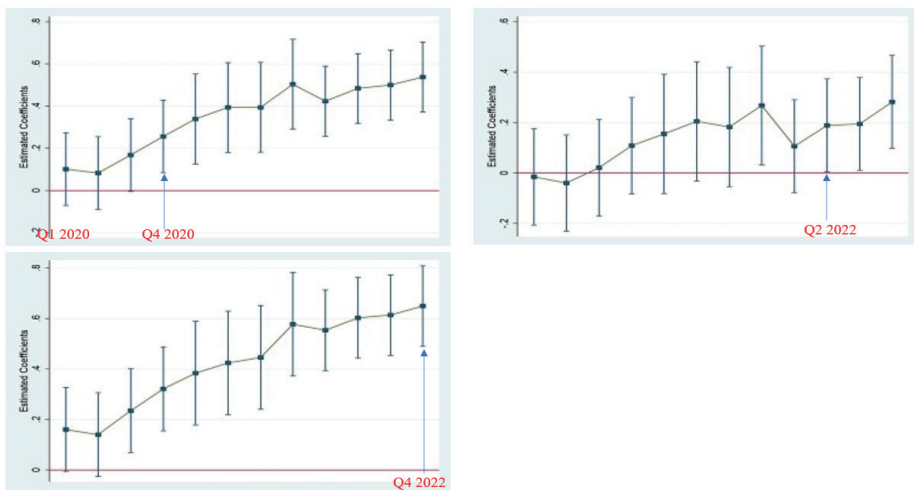 Estimated Coefficients
.8
.6
.4
.2
0
-.2
Q1 2020
Q4 2020
Estimated Coefficients
.6
.4
.2
0
-.2
Q2 2022
Estimated Coefficients
.8
.6
.4
.2
0
Q4 2022